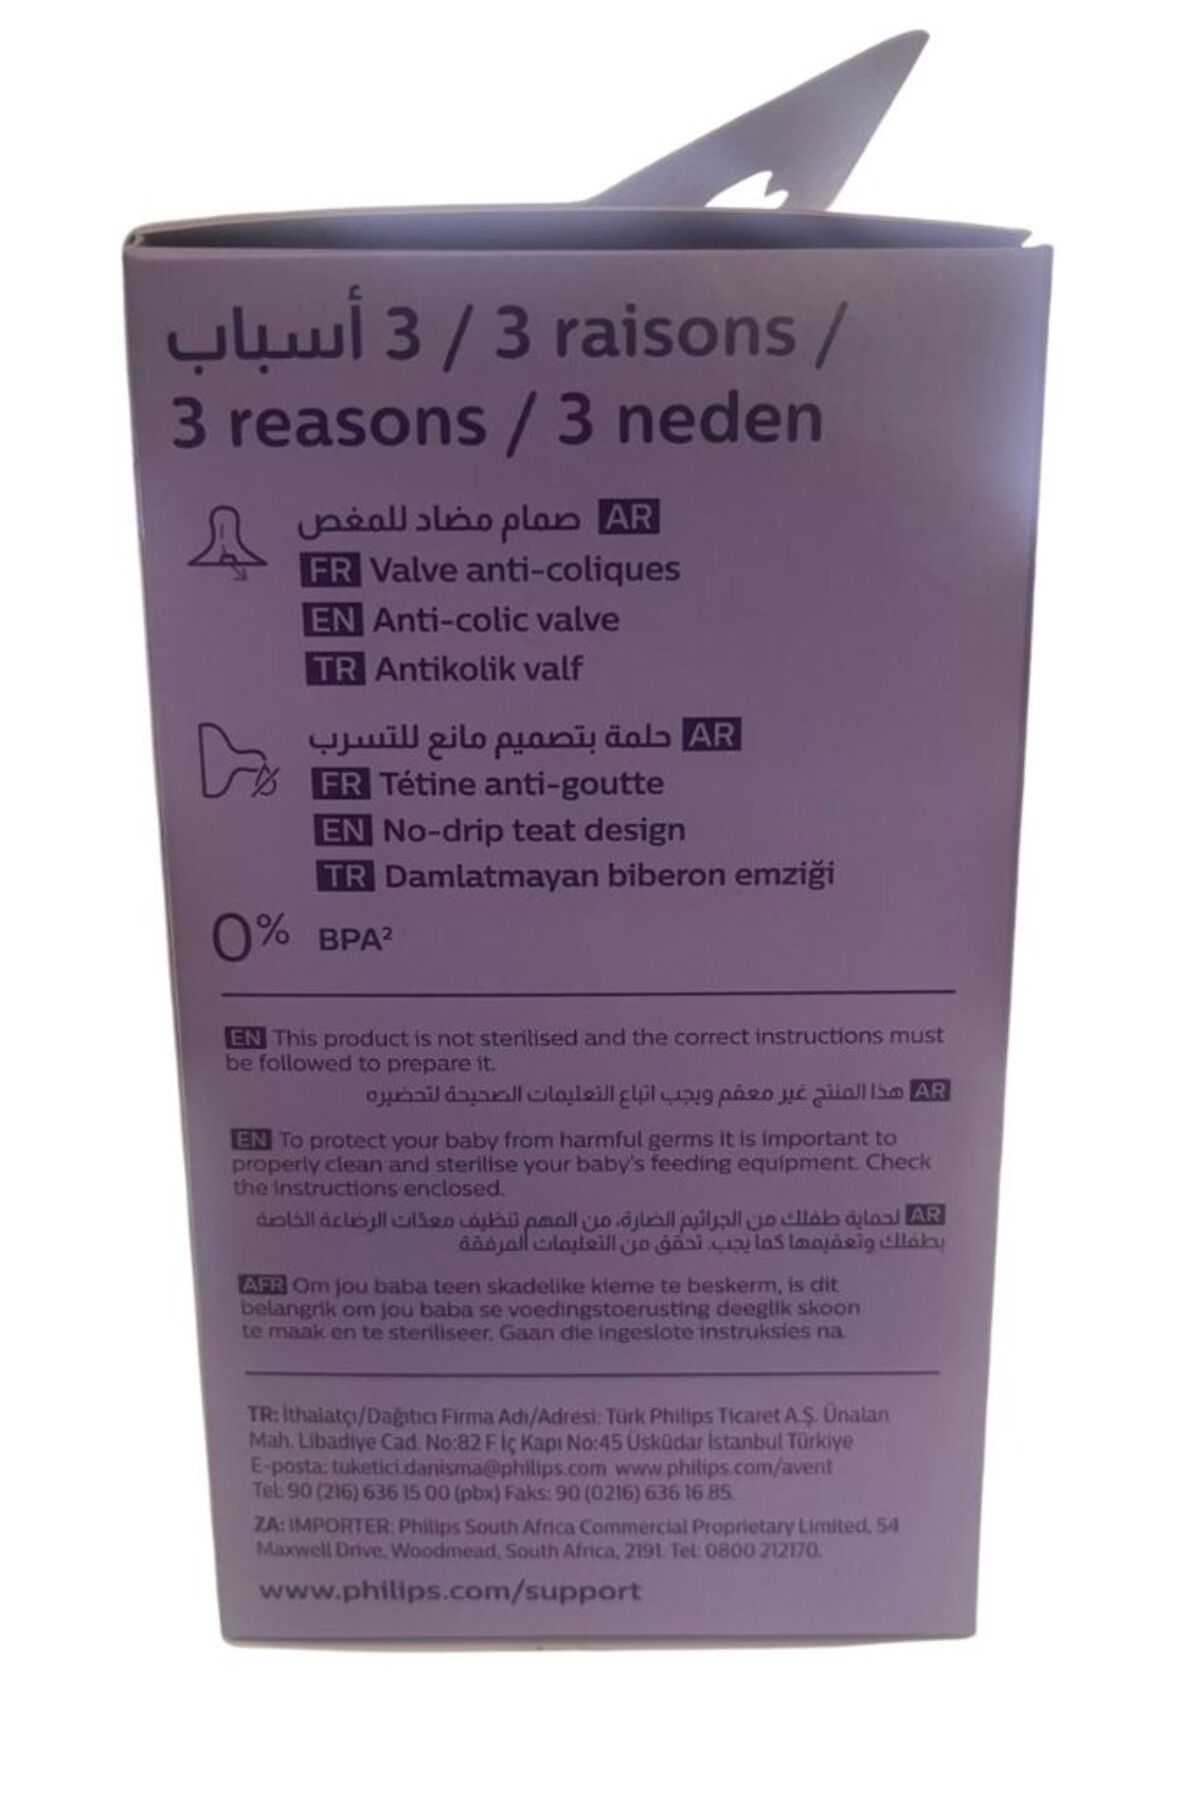 3 أسباب / 3 raisons /
3 reasons / 3 neden
AR صمام مضاد للمغص
FR Valve anti-coliques
EN Anti-colic valve
TR Antikolik valf
AR حلمة بتصميم مانع للتسرب
FR Tétine anti-goutte
EN No-drip teat design
TR Damlatmayan biberon emziği
0% BPA²
EN This product is not sterilised and the correct instructions must
be followed to prepare it.
AR هذا المنتج غير معقم ويجب اتباع التعليمات الصحيحة لتحضيره
EN To protect your baby from harmful germs it is important to
properly clean and sterilise your baby's feeding equipment. Check
the instructions enclosed.
AR لحماية طفلك من الجراثيم الضارة، من المهم تنظيف معدّات الرضاعة الخاصة
بطفلك وتعقيمها كما يجب. تحقق من التعليمات المرفقة
AFR Om jou baba teen skadelike kieme te beskerm, is dit
belangrik om jou baba se voedingstoerusting deeglik skoon
te maak en te steriliseer. Gaan die ingeslote instruksies na.
TR: İthalatçı/Dağıtıcı Firma Adı/Adresi: Türk Philips Ticaret A.Ş. Ünalan
Mah. Libadiye Cad. No:82 F İç Kapı No:45 Üsküdar İstanbul Türkiye
E-posta: tuketici.danisma@philips.com www.philips.com/avent
Tel: 90 (216) 636 15 00 (pbx) Faks: 90 (0216) 636 16 85.
ZA: IMPORTER: Philips South Africa Commercial Proprietary Limited, 54
Maxwell Drive, Woodmead, South Africa, 2191. Tel: 0800 212170.
www.philips.com/support